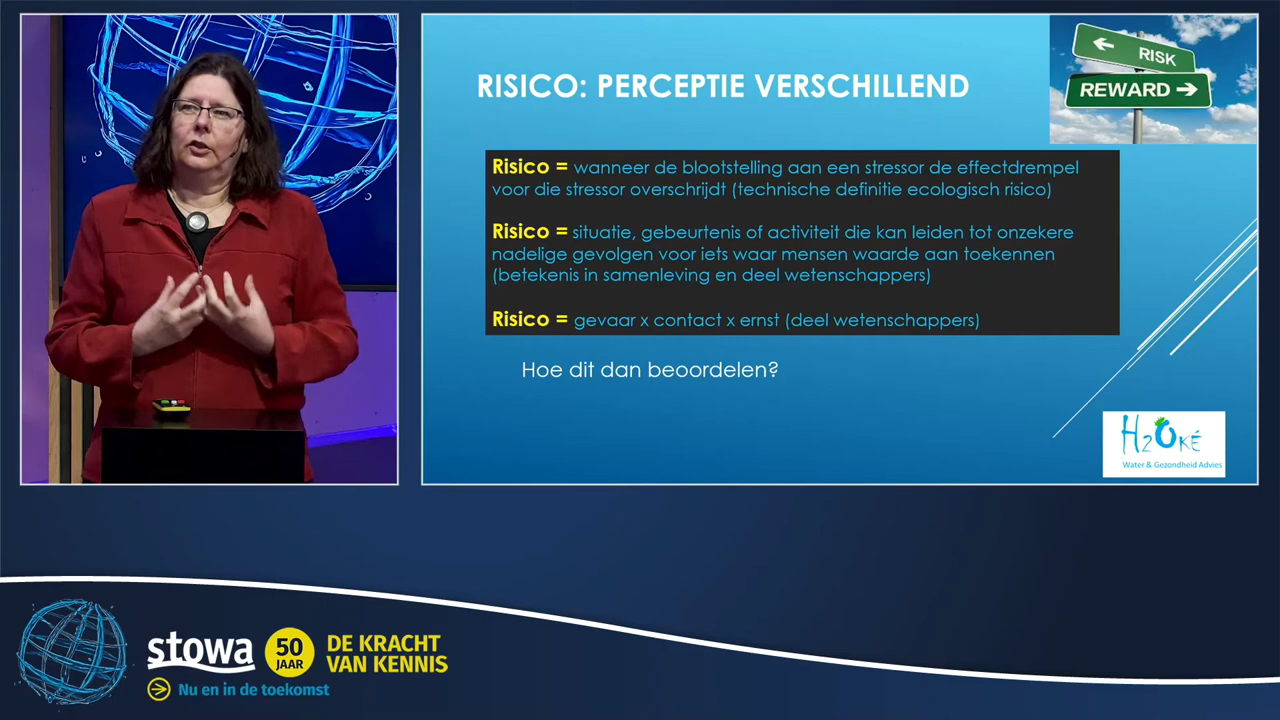 RISICO: PERCEPTIE VERSCHILLEND
RISK
REWARD
Risico = wanneer de blootstelling aan een stressor de effectdrempel
voor die stressor overschrijdt (technische definitie ecologisch risico)
Risico = situatie, gebeurtenis of activiteit die kan leiden tot onzekere
nadelige gevolgen voor iets waar mensen waarde aan toekennen
(betekenis in samenleving en deel wetenschappers)
Risico = gevaar x contact x ernst (deel wetenschappers)
Hoe dit dan beoordelen?
H2OKÉ
Water & Gezondheid Advies
stowa
50
JAAR
DE KRACHT
VAN KENNIS
Nu en in de toekomst